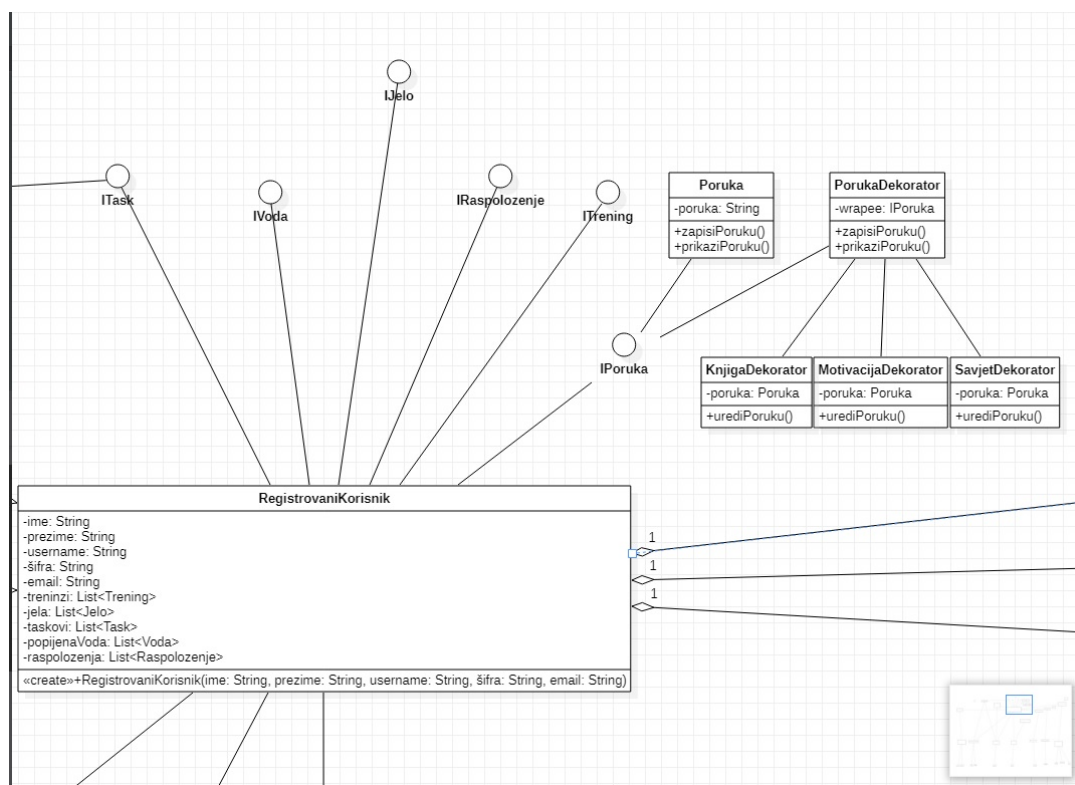 IJelo
ITask
IVoda
IRaspolozenje
ITrening
Poruka
-poruka: String
+zapisiPoruku()
+prikaziPoruku()
PorukaDekorator
-wrapee: IPoruka
+zapisiPoruku()
+prikaziPoruku()
IPoruka
KnjigaDekorator
-poruka: Poruka
+urediPoruku()
MotivacijaDekorator
-poruka: Poruka
+urediPoruku()
SavjetDekorator
-poruka: Poruka
+urediPoruku()
RegistrovaniKorisnik
-ime: String
-prezime: String
-username: String
-šifra: String
-email: String
-treninzi: List<Trening>
-jela: List<Jelo>
-taskovi: List<Task>
-popijenaVoda: List<Voda>
-raspolozenja: List<Raspolozenje>
«create»+RegistrovaniKorisnik(ime: String, prezime: String, username: String, šifra: String, email: String)
1
1
1